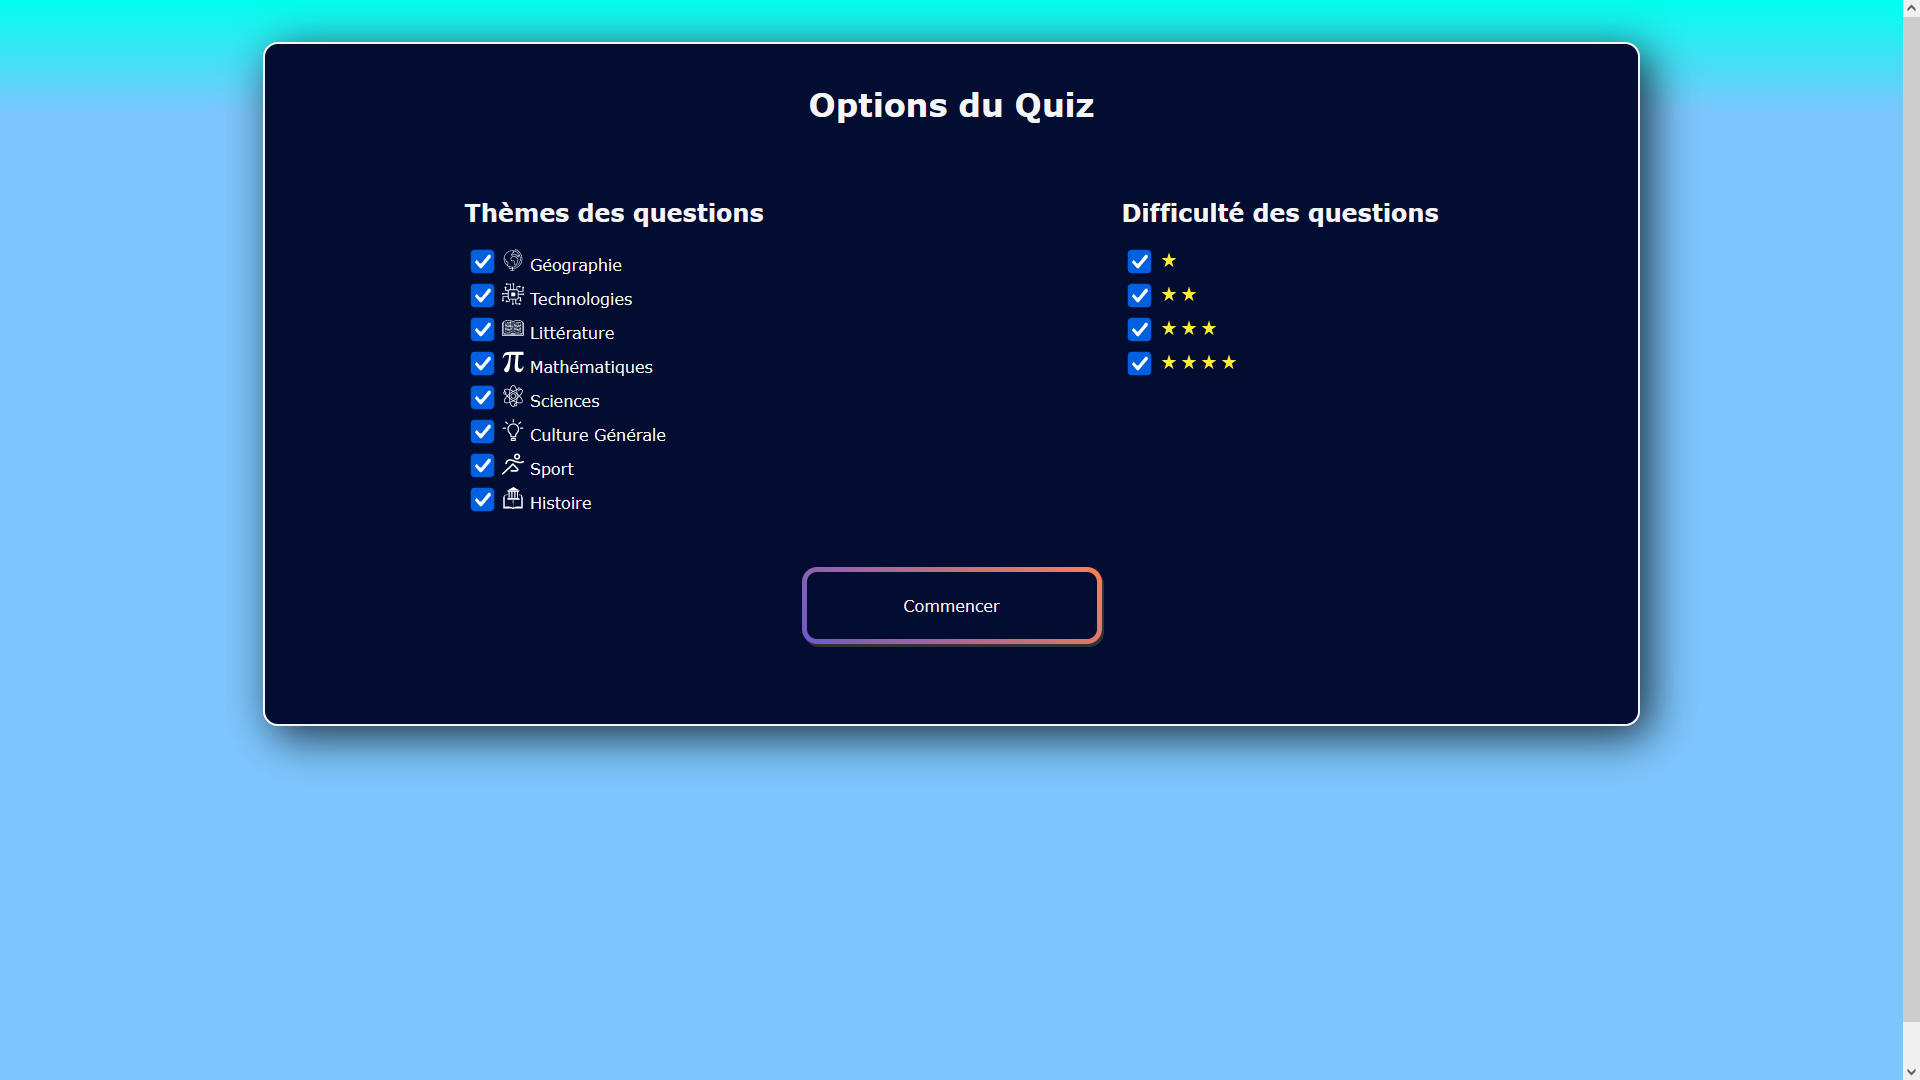 Options du Quiz
Thèmes des questions
Géographie
Technologies
Littérature
Mathématiques
Sciences
Culture Générale
Sport
Histoire
Difficulté des questions
★
★★
★★★
★★★★
Commencer